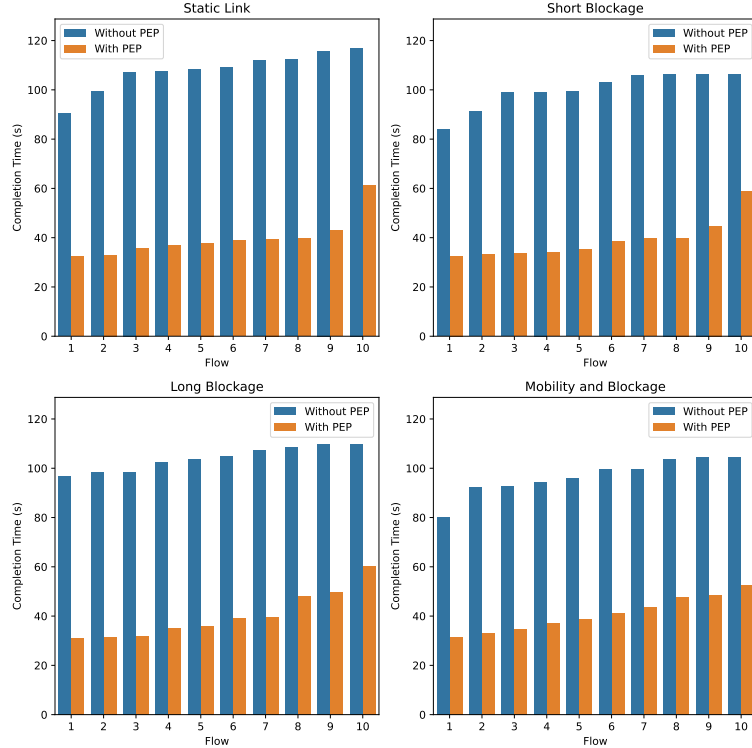 Static Link
Without PEP
With PEP
Completion Time (s)
120
100
80
60
40
20
0
1 2 3 4 5 6 7 8 9 10
Flow
Short Blockage
Without PEP
With PEP
Completion Time (s)
120
100
80
60
40
20
0
1 2 3 4 5 6 7 8 9 10
Flow
Long Blockage
Without PEP
With PEP
Completion Time (s)
120
100
80
60
40
20
0
1 2 3 4 5 6 7 8 9 10
Flow
Mobility and Blockage
Without PEP
With PEP
Completion Time (s)
120
100
80
60
40
20
0
1 2 3 4 5 6 7 8 9 10
Flow